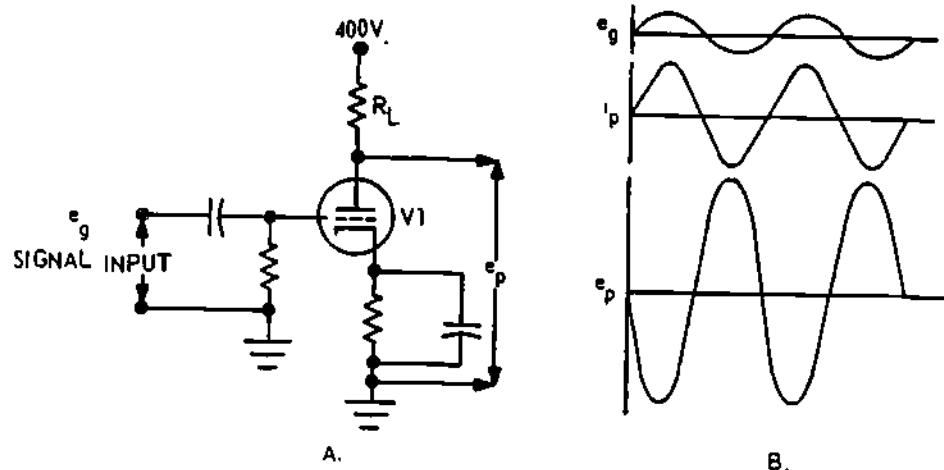 400V.
R_L
V1
e_g
SIGNAL INPUT
e_p
A.
e_g
i_p
e_p
B.